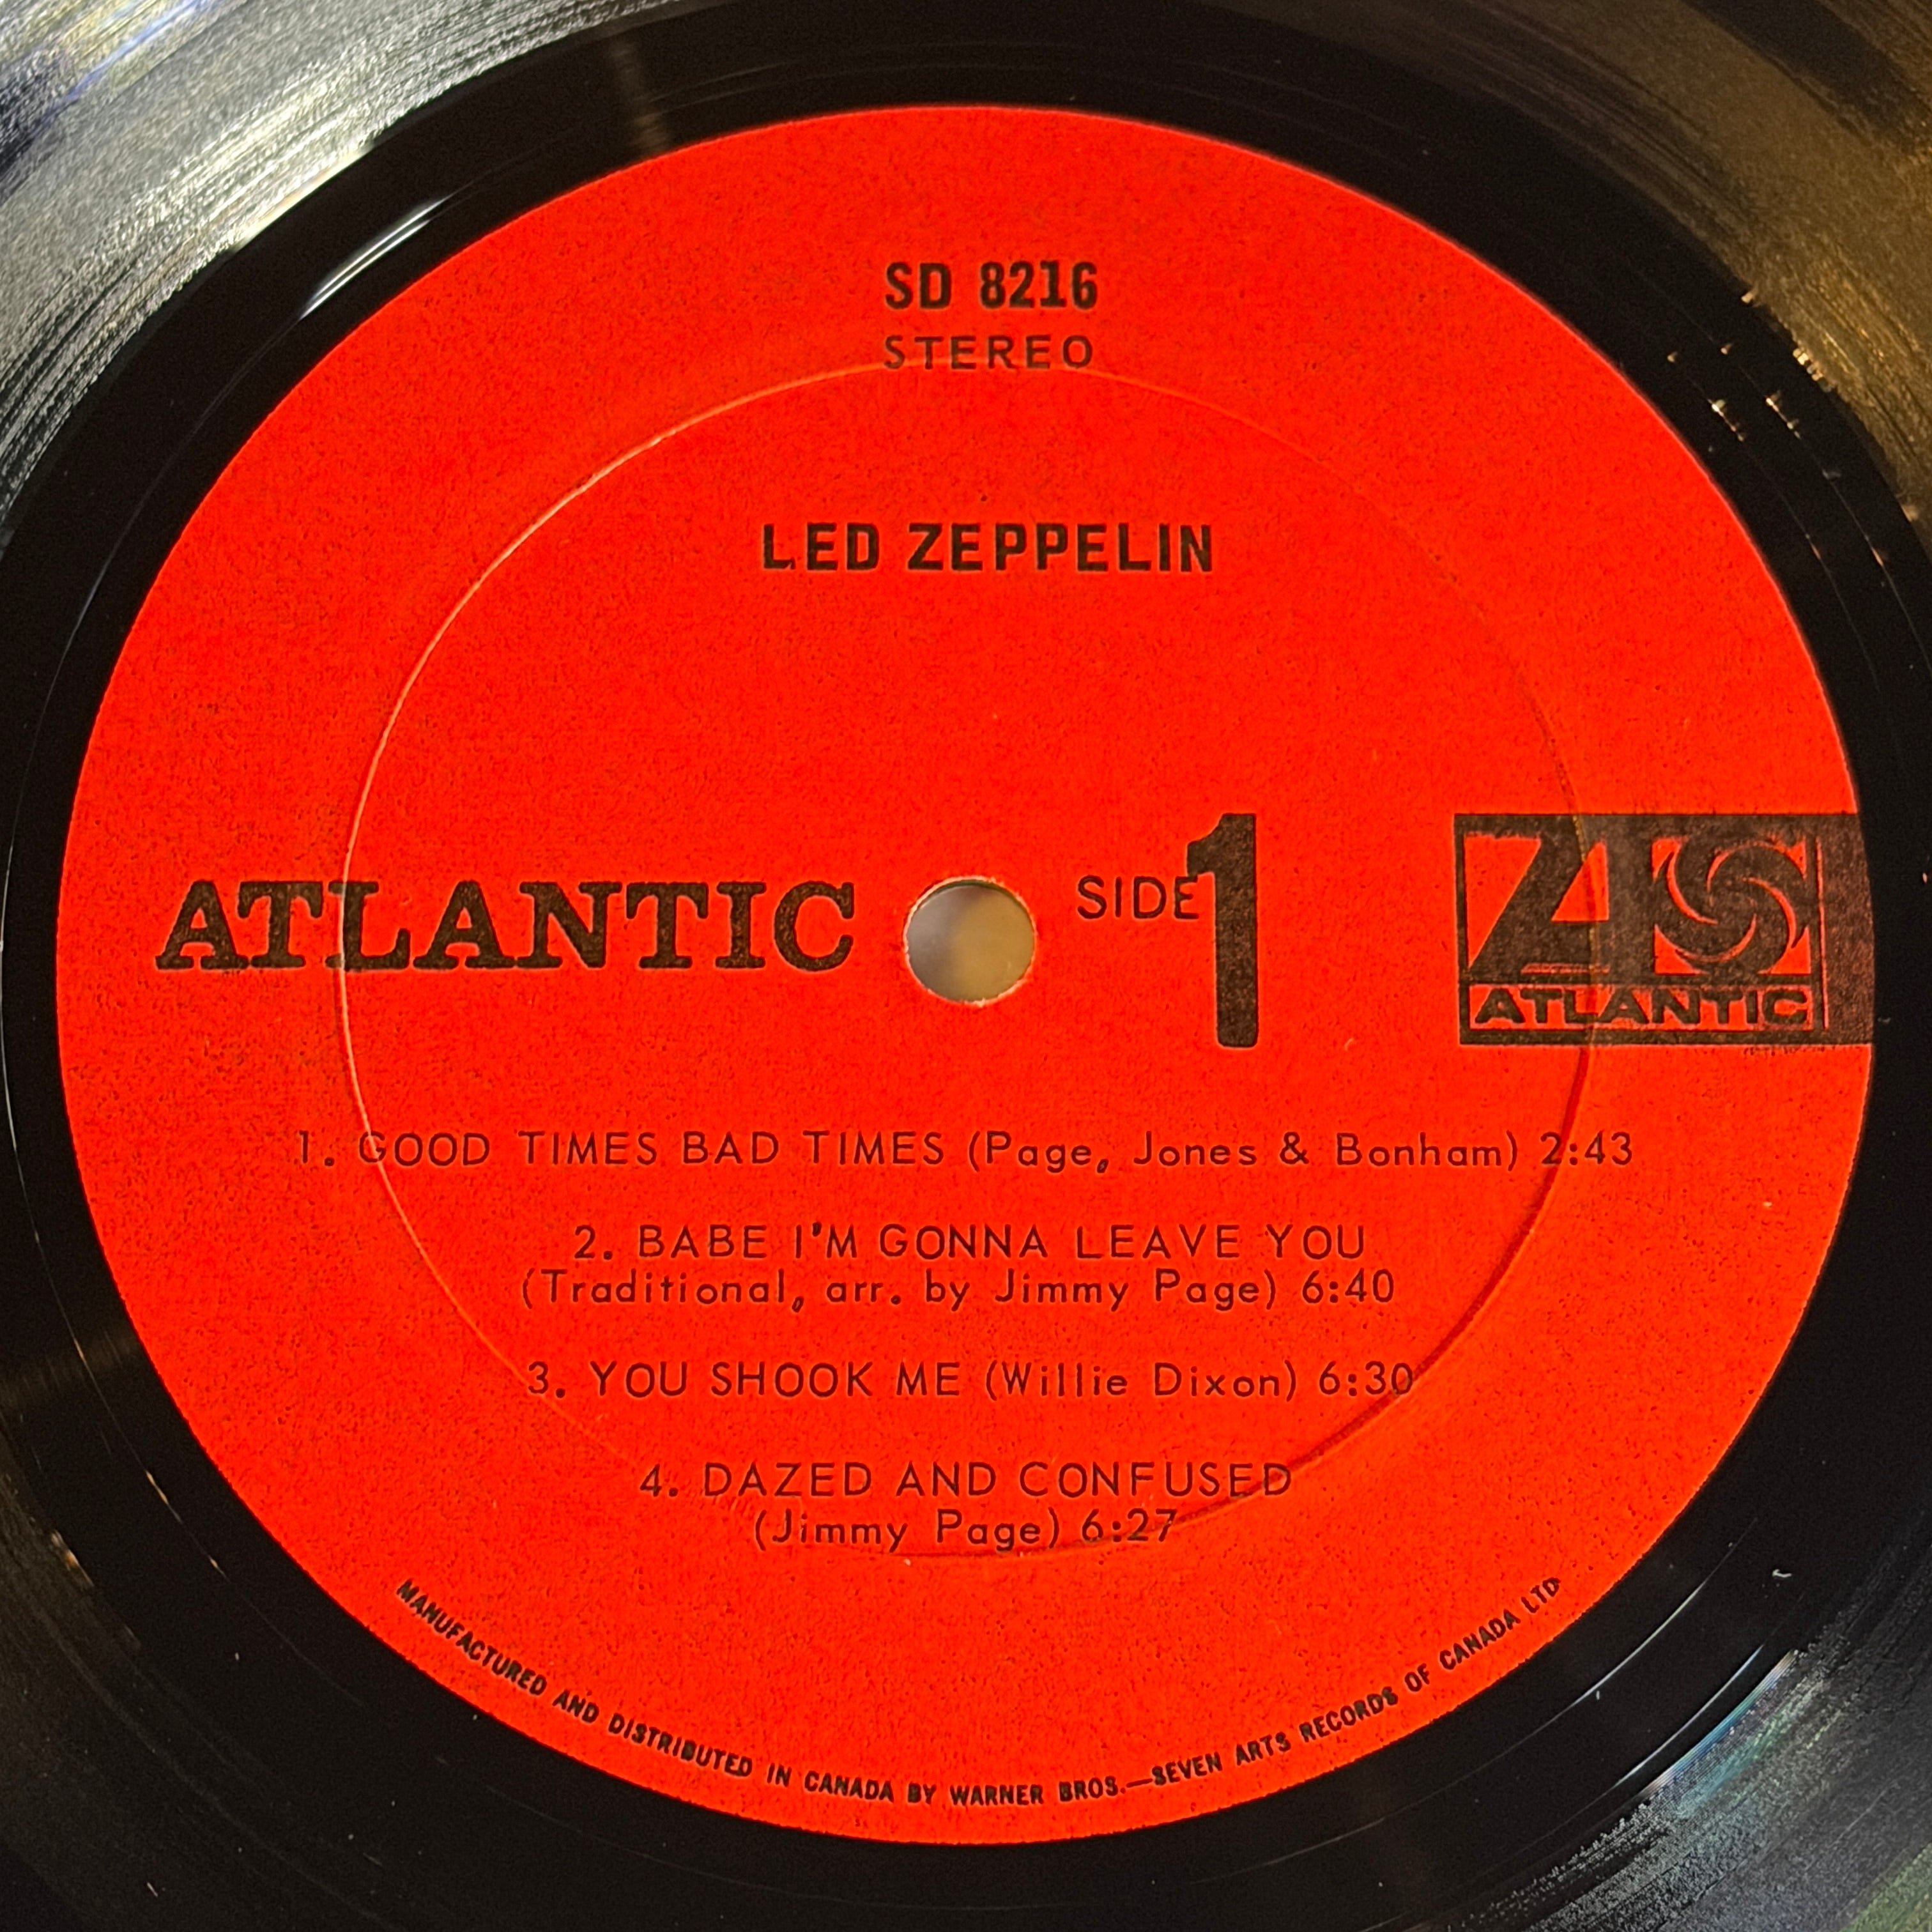 SD 8216
STEREO
LED ZEPPELIN
ATLANTIC
SIDE 1
ATLANTIC
1. GOOD TIMES BAD TIMES (Page, Jones & Bonham) 2:43
2. BABE I'M GONNA LEAVE YOU
(Traditional, arr. by Jimmy Page) 6:40
3. YOU SHOOK ME (Willie Dixon) 6:30
4. DAZED AND CONFUSED
(Jimmy Page) 6:27
MANUFACTURED AND DISTRIBUTED IN CANADA BY WARNER BROS.—SEVEN ARTS RECORDS OF CANADA LTD